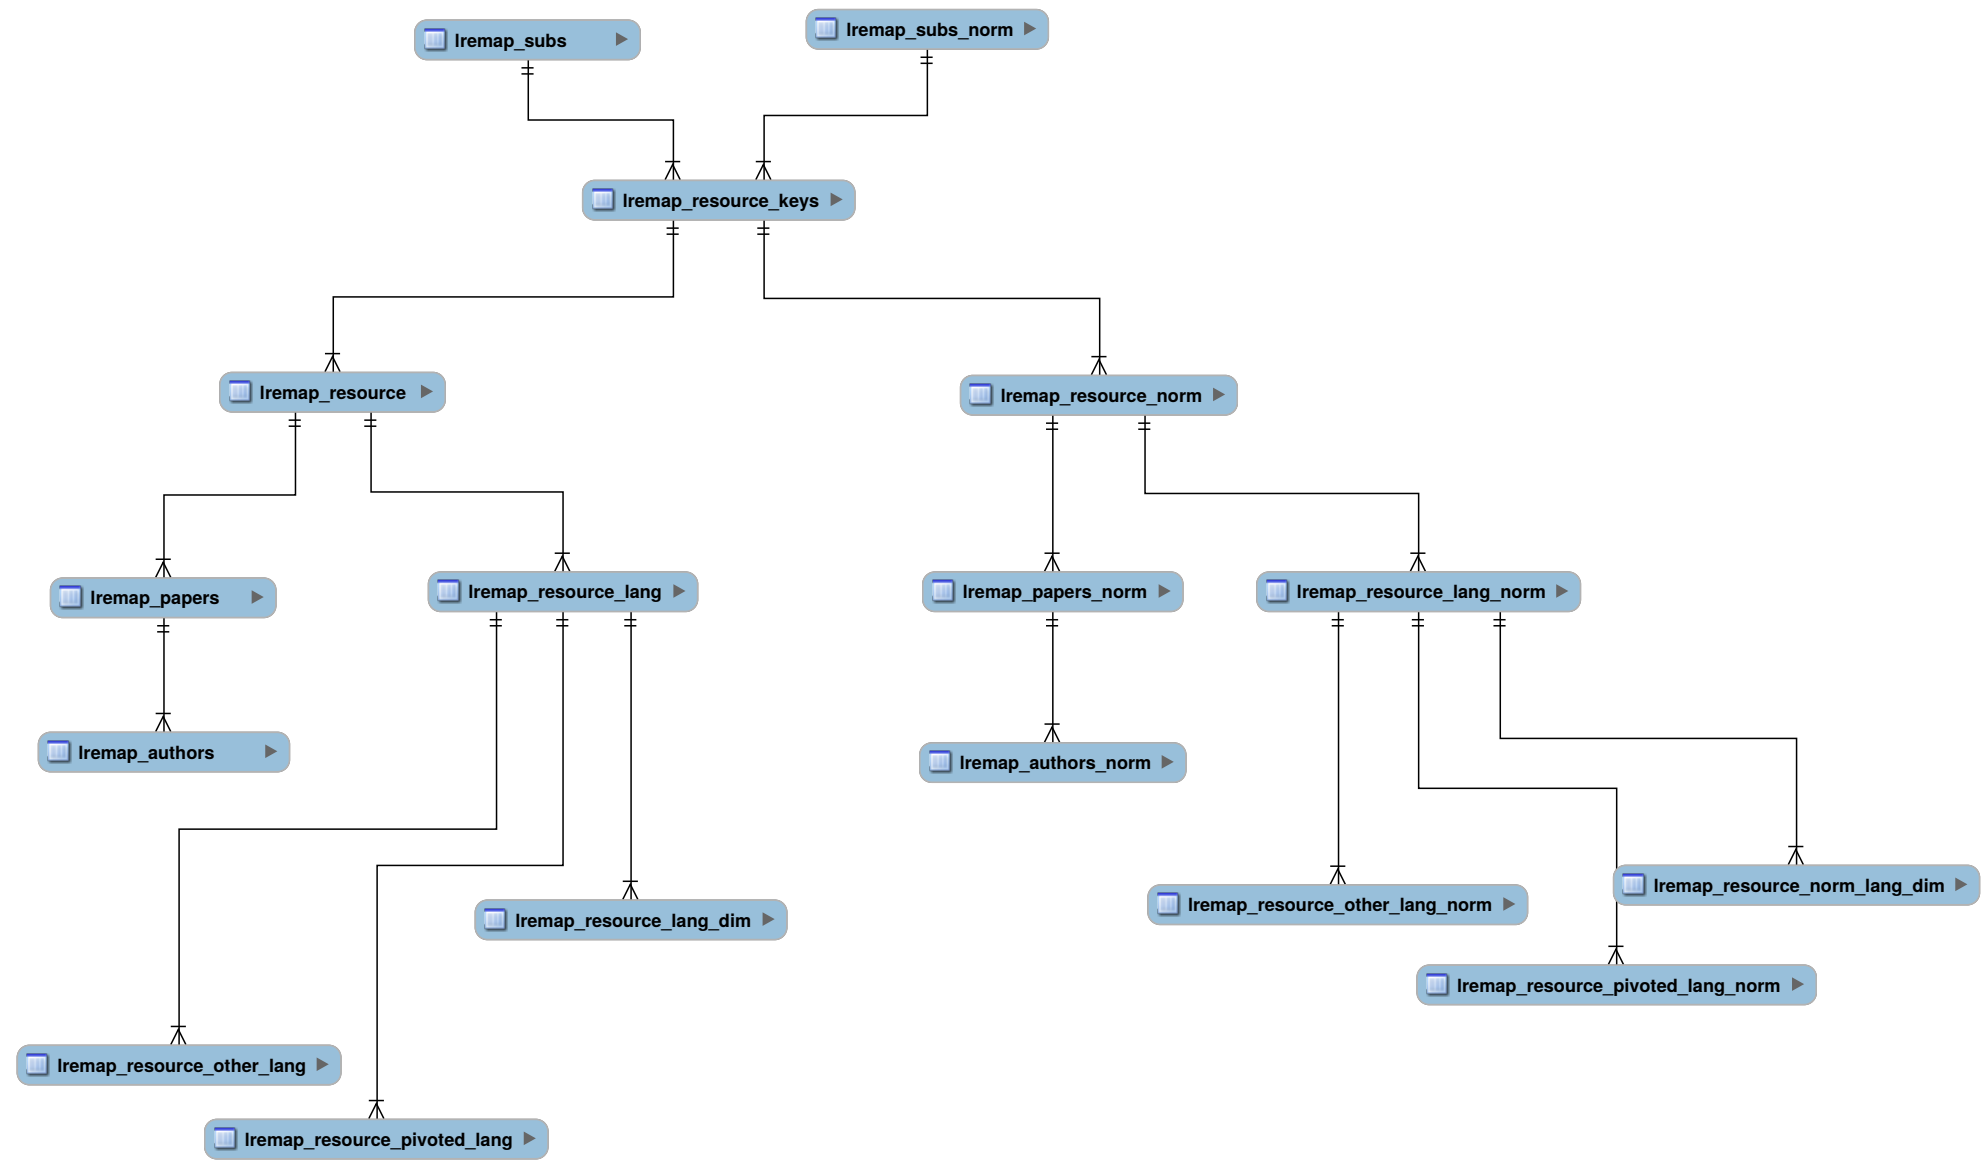 lremap_subs
lremap_subs_norm
lremap_resource_keys
lremap_resource
lremap_resource_norm
lremap_papers
lremap_resource_lang
lremap_papers_norm
lremap_resource_lang_norm
lremap_authors
lremap_authors_norm
lremap_resource_norm_lang_dim
lremap_resource_other_lang_norm
lremap_resource_lang_dim
lremap_resource_pivoted_lang_norm
lremap_resource_other_lang
lremap_resource_pivoted_lang